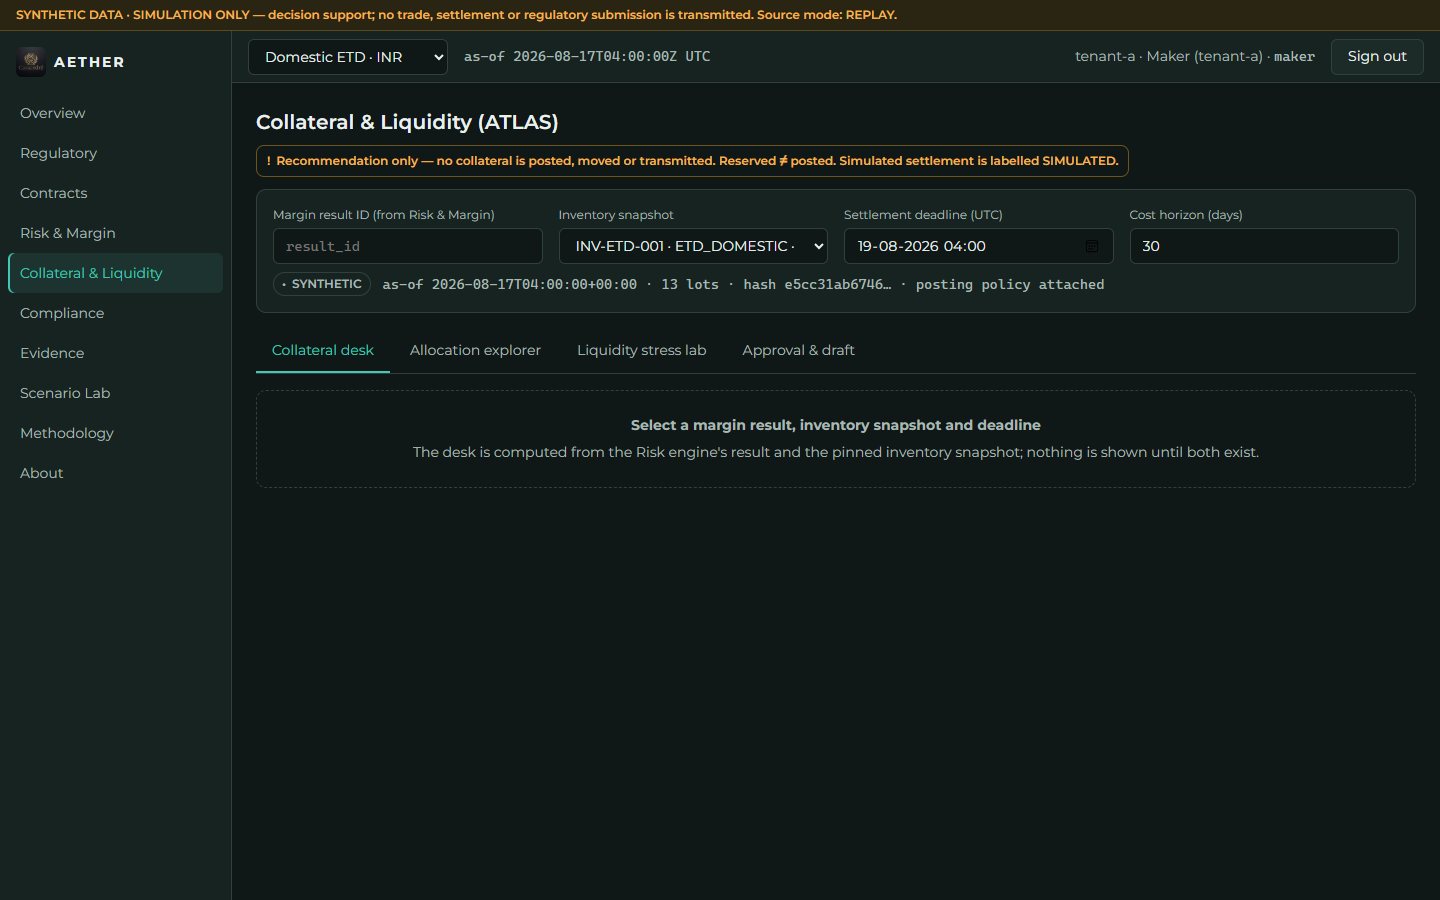 SYNTHETIC DATA · SIMULATION ONLY — decision support; no trade, settlement or regulatory submission is transmitted. Source mode: REPLAY.
AETHER
Domestic ETD · INR
as-of 2026-08-17T04:00:00Z UTC
tenant-a · Maker (tenant-a) · maker
Sign out
Overview
Regulatory
Contracts
Risk & Margin
Collateral & Liquidity
Compliance
Evidence
Scenario Lab
Methodology
About
Collateral & Liquidity (ATLAS)
! Recommendation only — no collateral is posted, moved or transmitted. Reserved ≠ posted. Simulated settlement is labelled SIMULATED.
Margin result ID (from Risk & Margin)
result_id
Inventory snapshot
INV-ETD-001 · ETD_DOMESTIC ·
Settlement deadline (UTC)
19-08-2026 04:00
Cost horizon (days)
30
• SYNTHETIC
as-of 2026-08-17T04:00:00+00:00 · 13 lots · hash e5cc31ab6746… · posting policy attached
Collateral desk
Allocation explorer
Liquidity stress lab
Approval & draft
Select a margin result, inventory snapshot and deadline
The desk is computed from the Risk engine's result and the pinned inventory snapshot; nothing is shown until both exist.